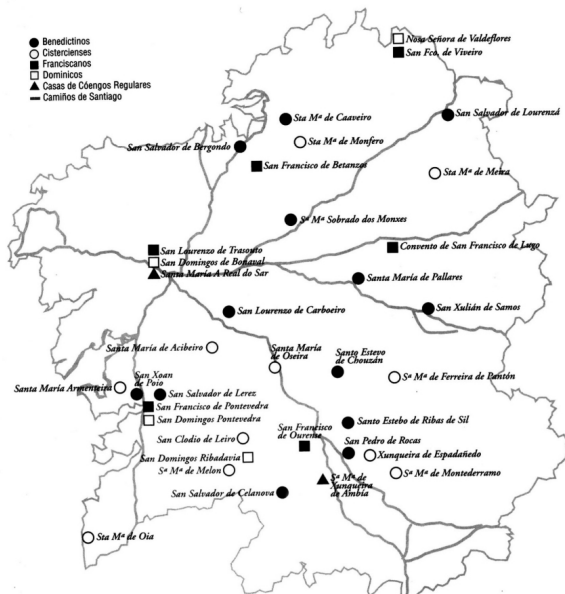 Benedictinos
Cistercienses
Franciscanos
Dominicos
Casas de Cóengos Regulares
Camiños de Santiago
Nosa Señora de Valdeflores
San Fco. de Viveiro
Sta Mª de Caaveiro
San Salvador de Lourenzá
Sta Mª de Monfero
San Salvador de Bergondo
San Francisco de Betanzos
Sta Mª de Meira
Sª Mª Sobrado dos Monxes
San Lourenzo de Trasouto
Convento de San Francisco de Lugo
San Domingos de Bonaval
Santa María A Real do Sar
Santa María de Pallares
San Lourenzo de Carboeiro
San Xulián de Samos
Santa María de Acibeiro
Santa María
de Oseira
Santo Estevo
de Chouzán
San Xoan
de Poio
Santa María Armenteira
Sª Mª de Ferreira de Pantón
San Salvador de Lerez
San Francisco de Pontevedra
San Domingos Pontevedra
San Francisco
de Ourense
Santo Estebo de Ribas de Sil
San Clodio de Leiro
San Pedro de Rocas
San Domingos Ribadavia
Xunqueira de Espadañedo
Sª Mª de Melon
Sª Mª de Montederramo
Sª Mª de
Xunqueira
de Ambía
San Salvador de Celanova
Sta Mª de Oia